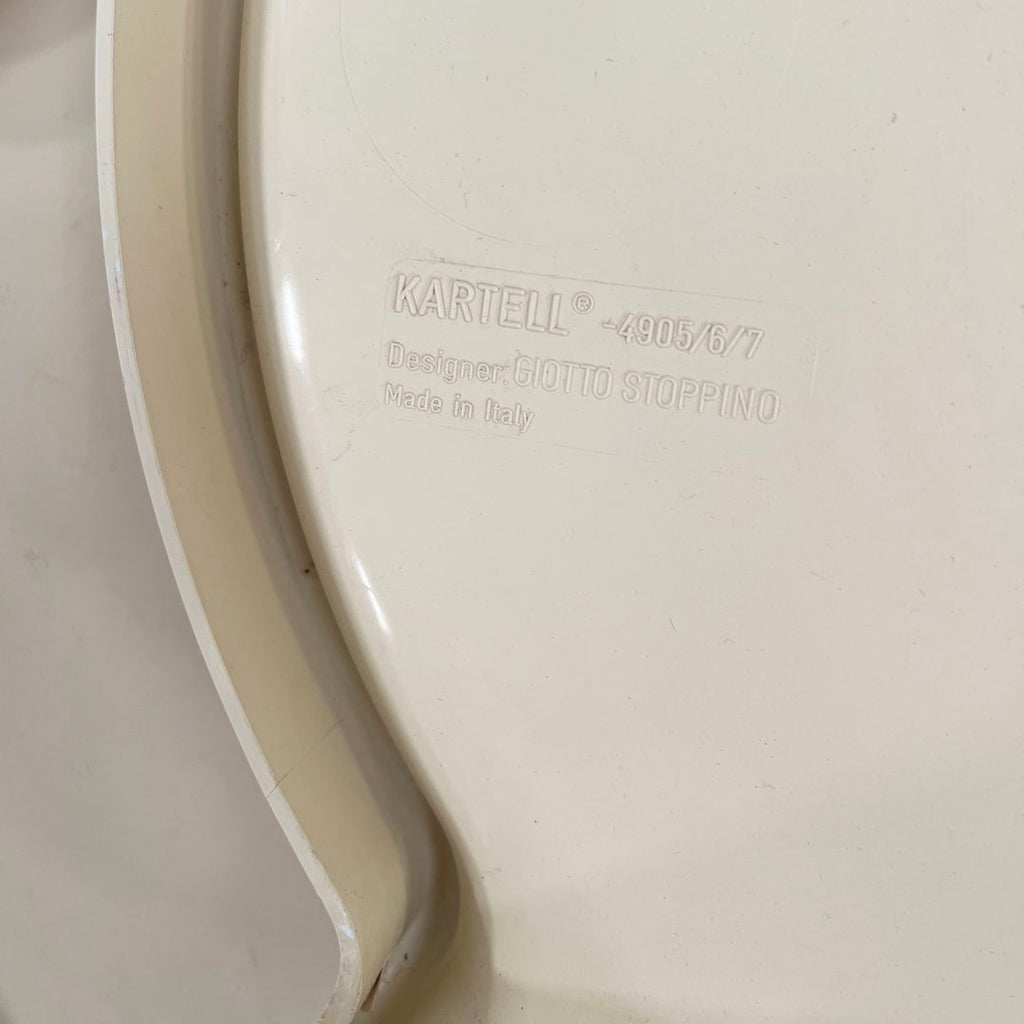 KARTELL® -4905/6/7
Designer: GIOTTO STOPPINO
Made in Italy